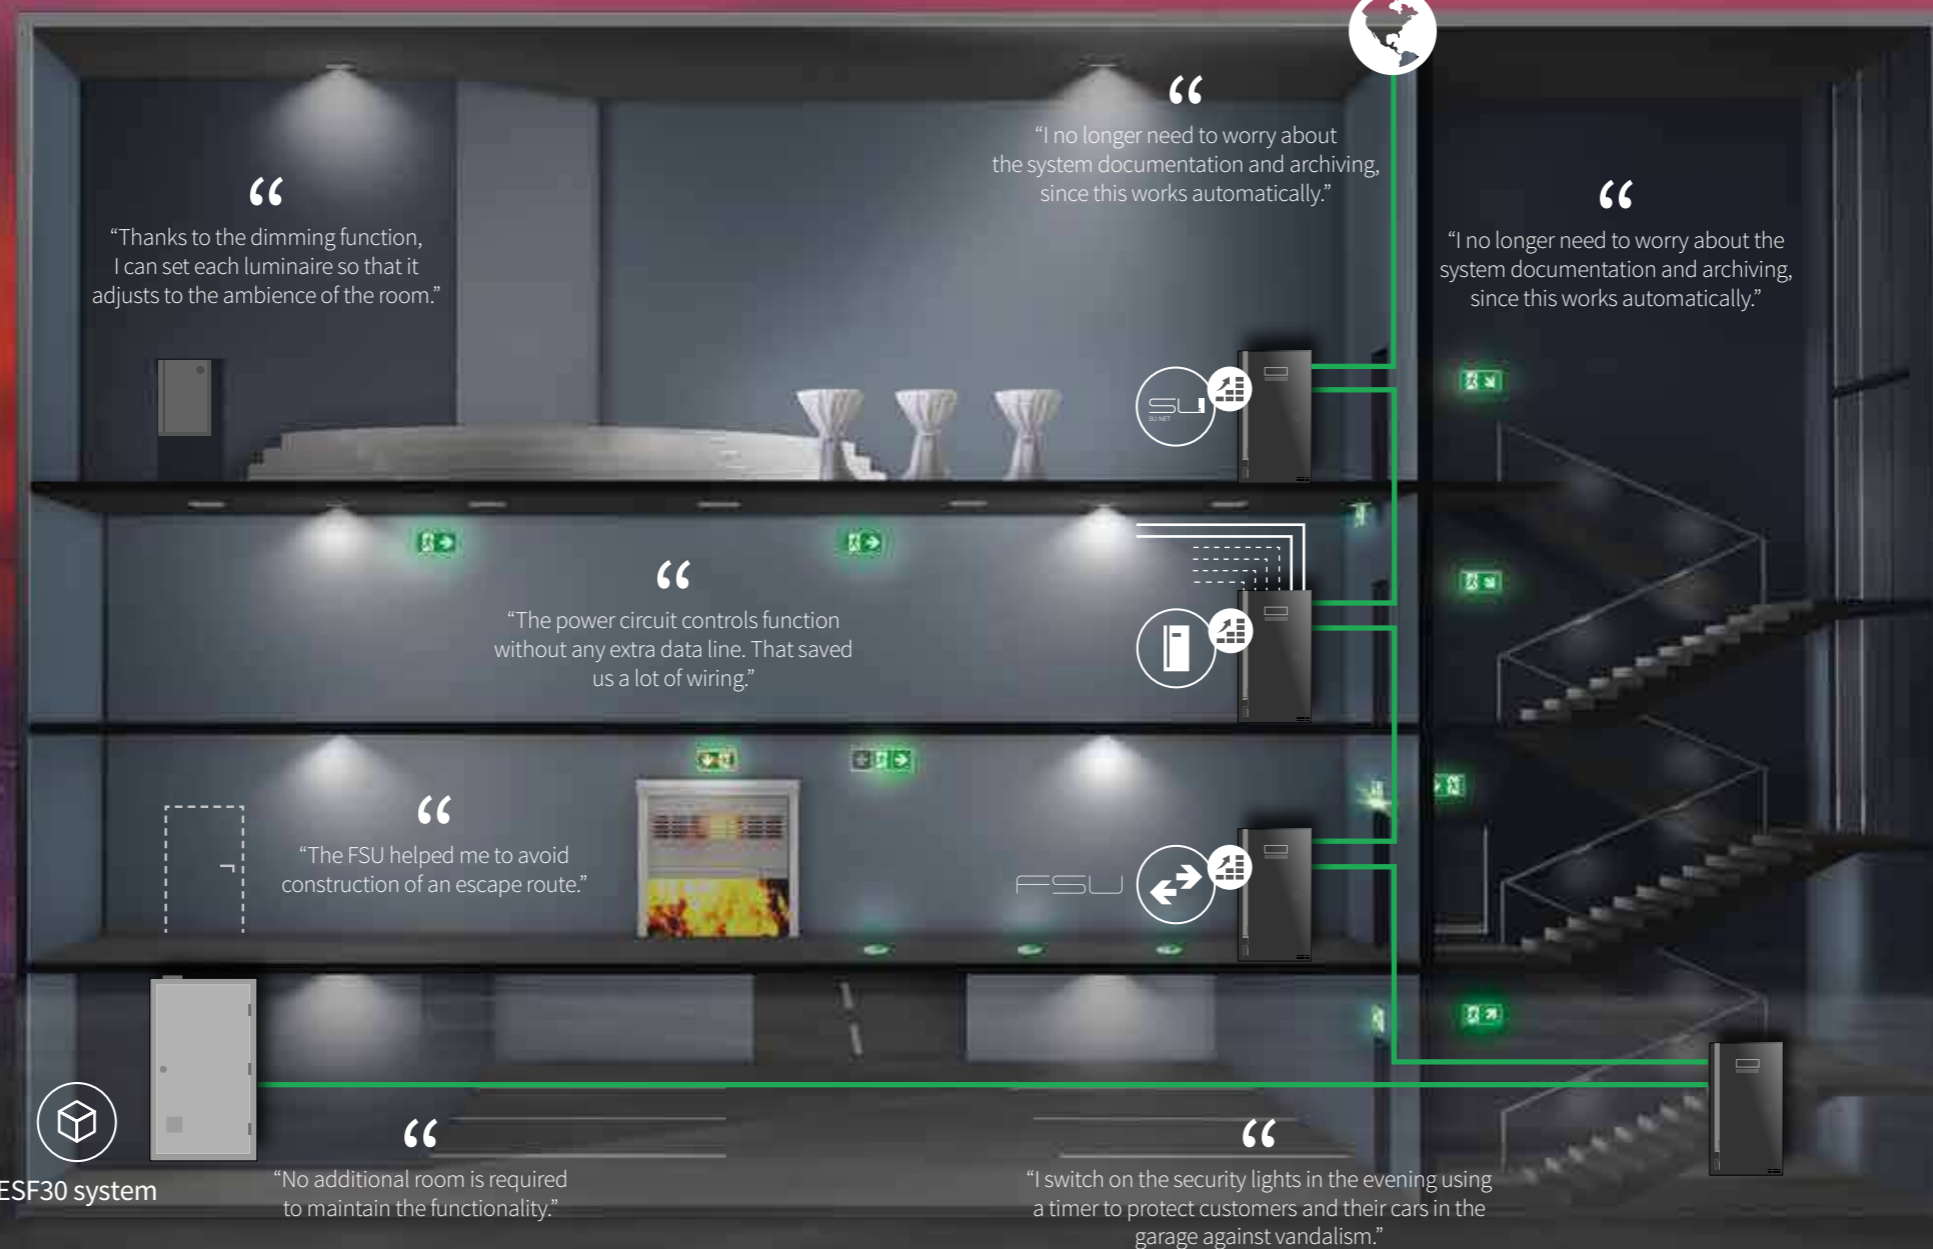 “I no longer need to worry about
the system documentation and archiving,
since this works automatically.”
“Thanks to the dimming function,
I can set each luminaire so that it
adjusts to the ambience of the room.”
“I no longer need to worry about the
system documentation and archiving,
since this works automatically.”
SU
SU NET
“The power circuit controls function
without any extra data line. That saved
us a lot of wiring.”
“The FSU helped me to avoid
construction of an escape route.”
FSU
ESF30 system
“No additional room is required
to maintain the functionality.”
“I switch on the security lights in the evening using
a timer to protect customers and their cars in the
garage against vandalism.”